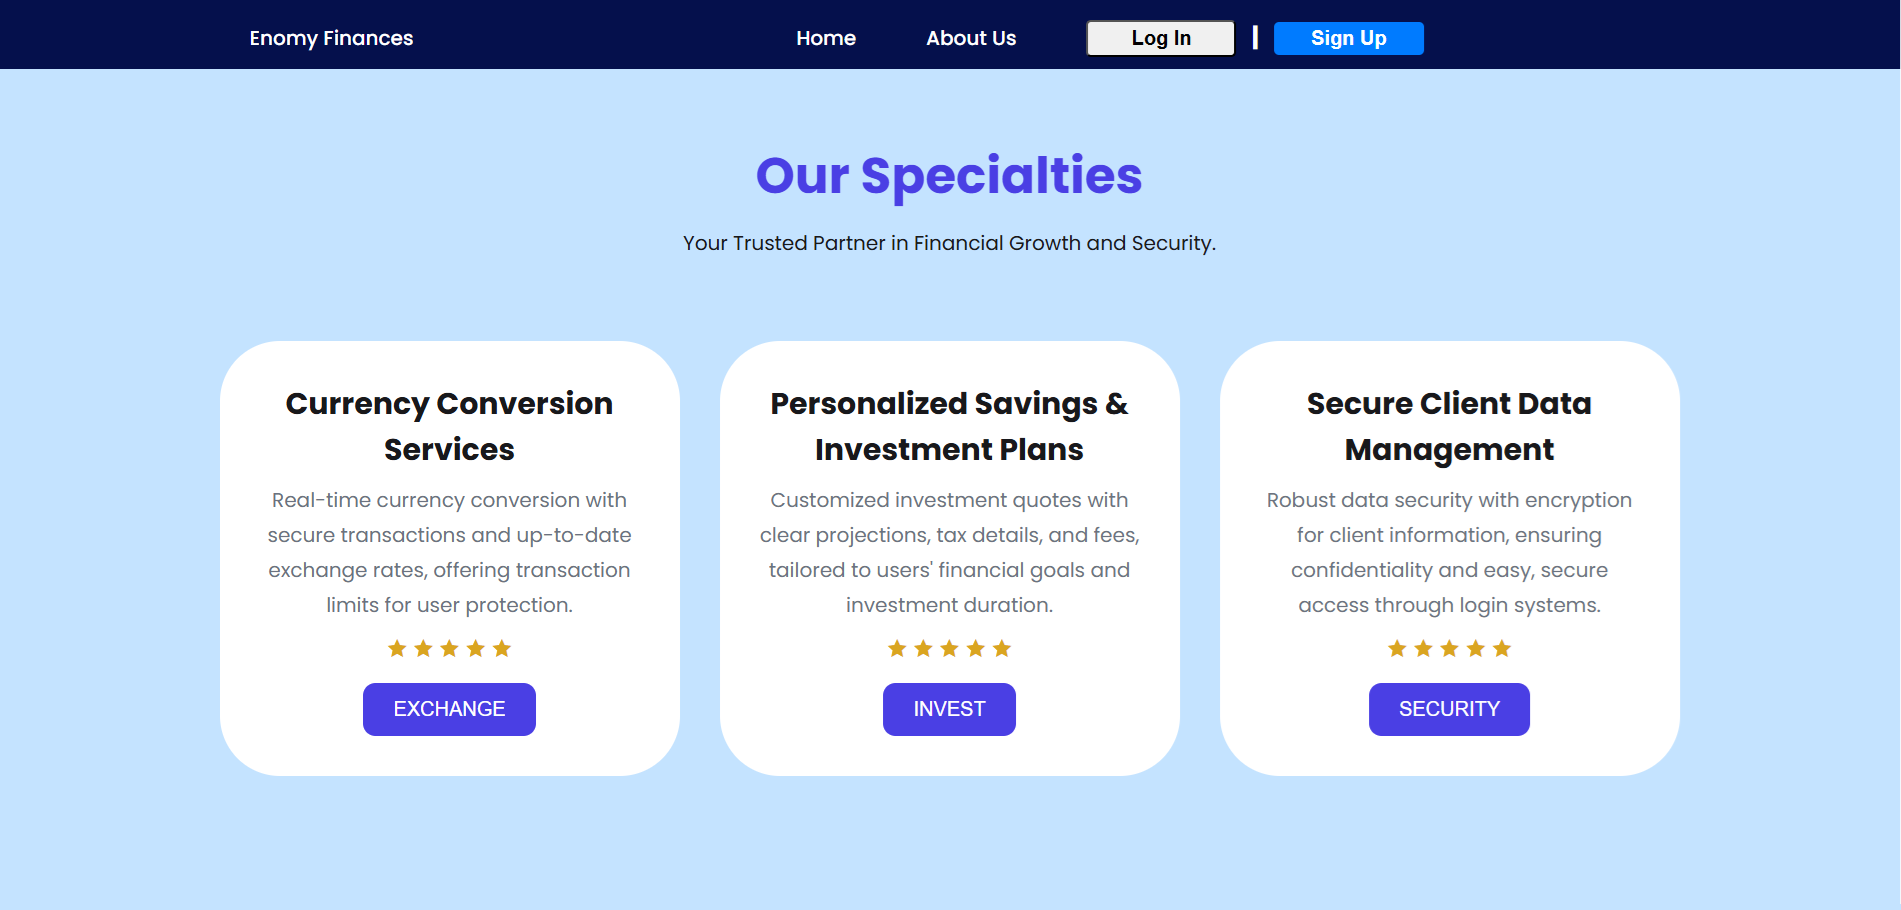 Enomy Finances Home About Us Log In | Sign Up
Our Specialties
Your Trusted Partner in Financial Growth and Security.
Currency Conversion
Services
Real-time currency conversion with
secure transactions and up-to-date
exchange rates, offering transaction
limits for user protection.
EXCHANGE
Personalized Savings &
Investment Plans
Customized investment quotes with
clear projections, tax details, and fees,
tailored to users' financial goals and
investment duration.
INVEST
Secure Client Data
Management
Robust data security with encryption
for client information, ensuring
confidentiality and easy, secure
access through login systems.
SECURITY